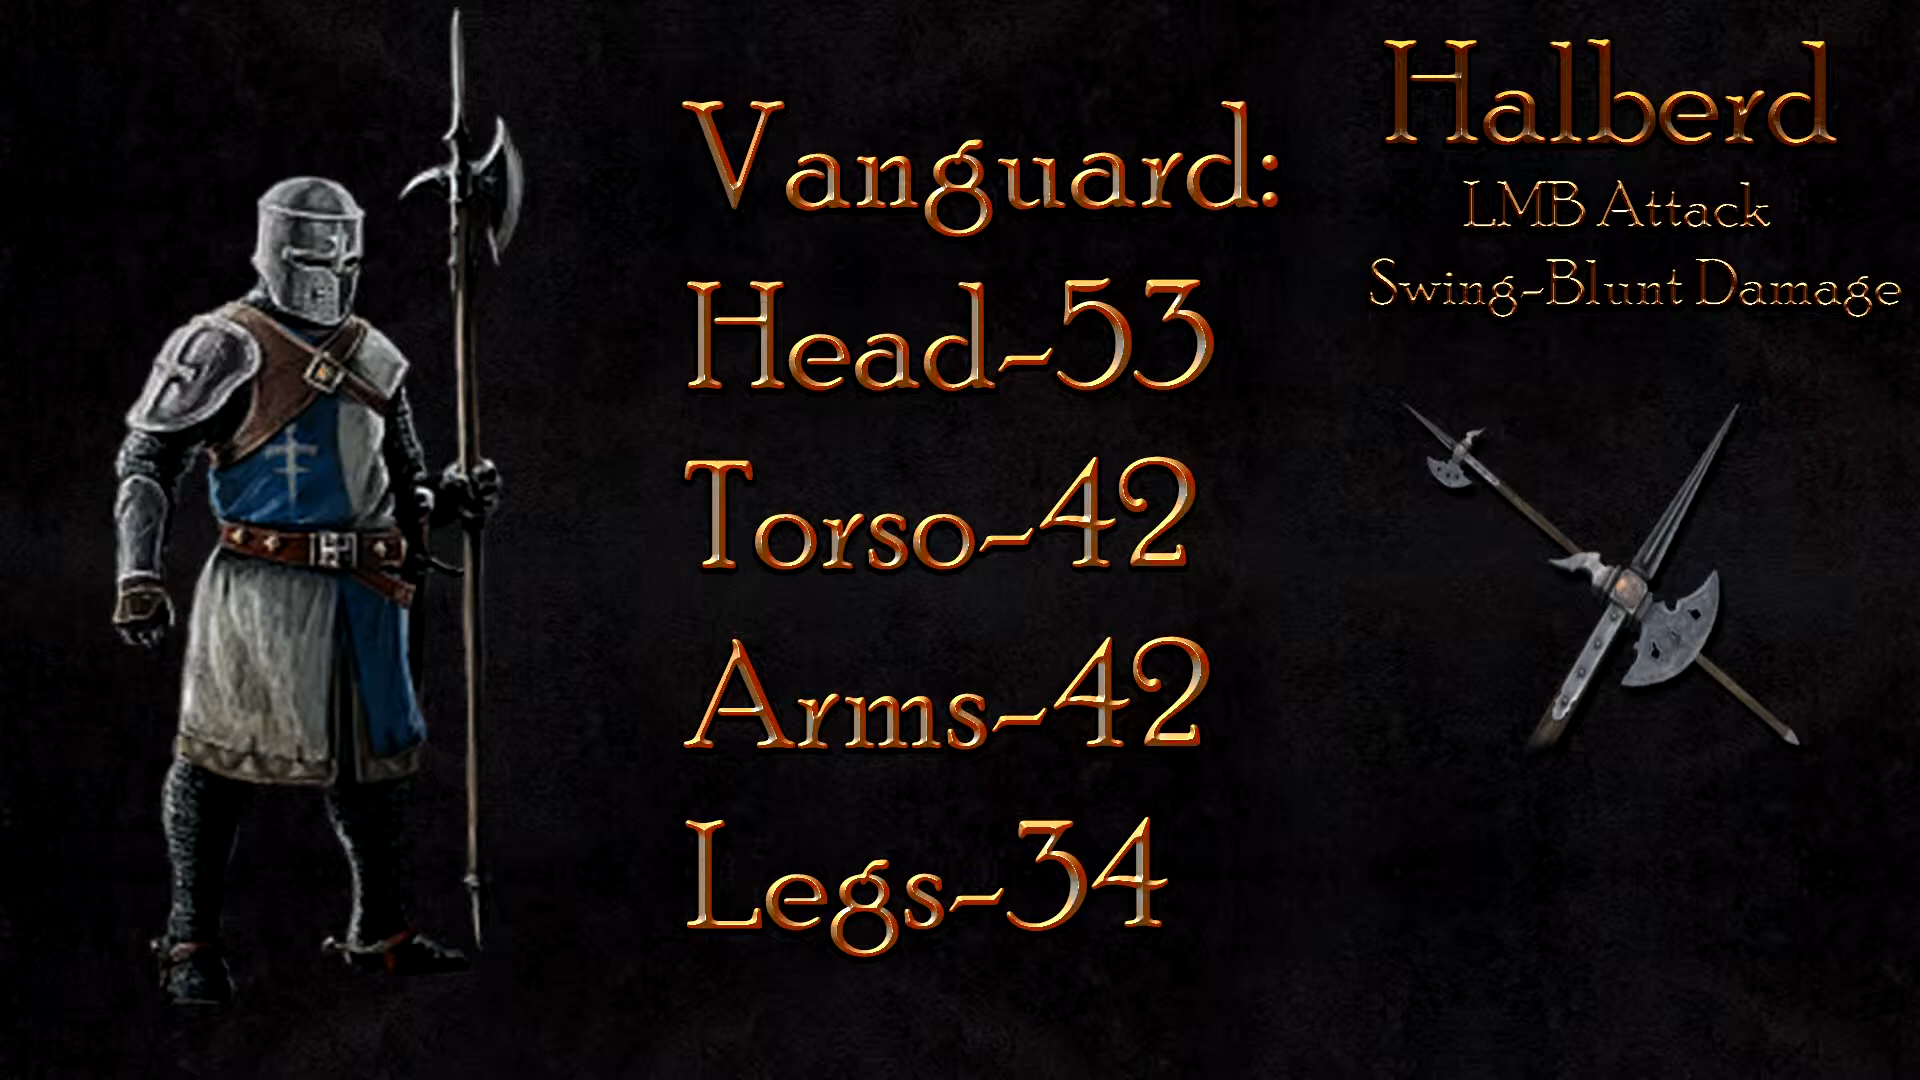 Vanguard:
Head-53
Torso-42
Arms-42
Legs-34
Halberd
LMB Attack
Swing-Blunt Damage